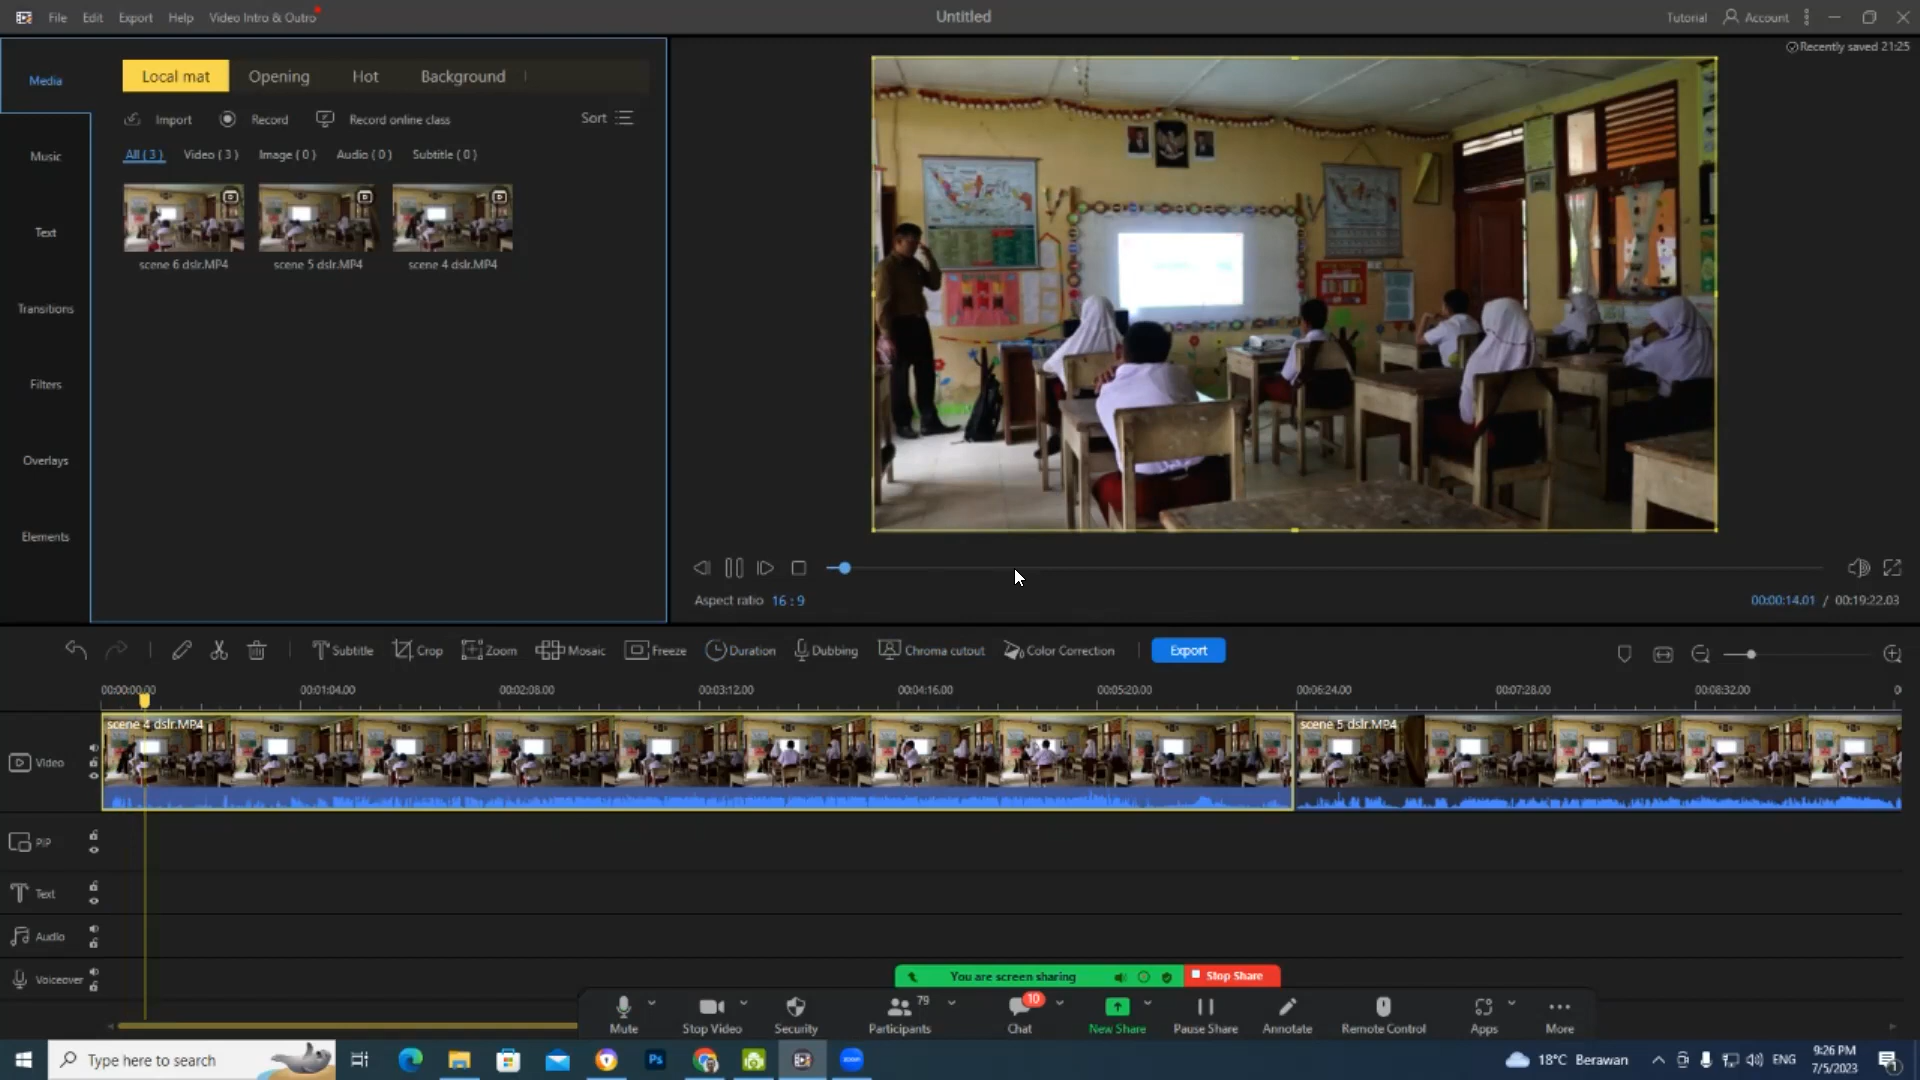 File Edit Export Help Video Intro & Outro
Untitled
Tutorial Account
Recently saved 21:25
Media
Local mat Opening Hot Background
Import Record Record online class Sort
All ( 3 ) Video ( 3 ) Image ( 0 ) Audio ( 0 ) Subtitle ( 0 )
scene 6 dslr.MP4 scene 5 dslr.MP4 scene 4 dslr.MP4
Music
Text
Transitions
Filters
Overlays
Elements
Aspect ratio 16 : 9
00:00:14.01 / 00:19:22.03
Subtitle Crop Zoom Mosaic Freeze Duration Dubbing Chroma cutout Color Correction Export
00:00:00.00 00:01:04.00 00:02:08.00 00:03:12.00 00:04:16.00 00:05:20.00 00:06:24.00 00:07:28.00 00:08:32.00 0
scene 4 dslr.MP4 scene 5 dslr.MP4
Video
PIP
Text
Audio
Voiceover
You are screen sharing Stop Share
79 10
Mute Stop Video Security Participants Chat New Share Pause Share Annotate Remote Control Apps More
Type here to search
Ps
zoom
18°C Berawan
ENG
9:26 PM
7/5/2023
1